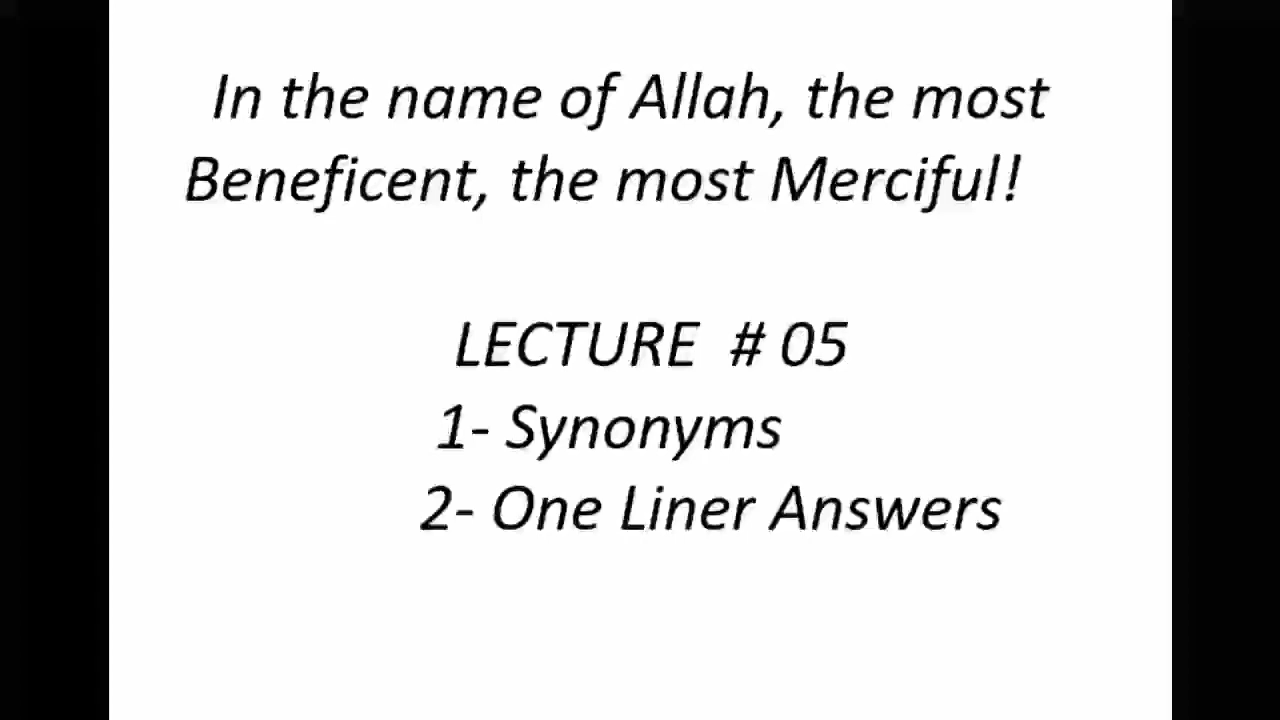 In the name of Allah, the most
Beneficent, the most Merciful!
LECTURE # 05
1- Synonyms
2- One Liner Answers